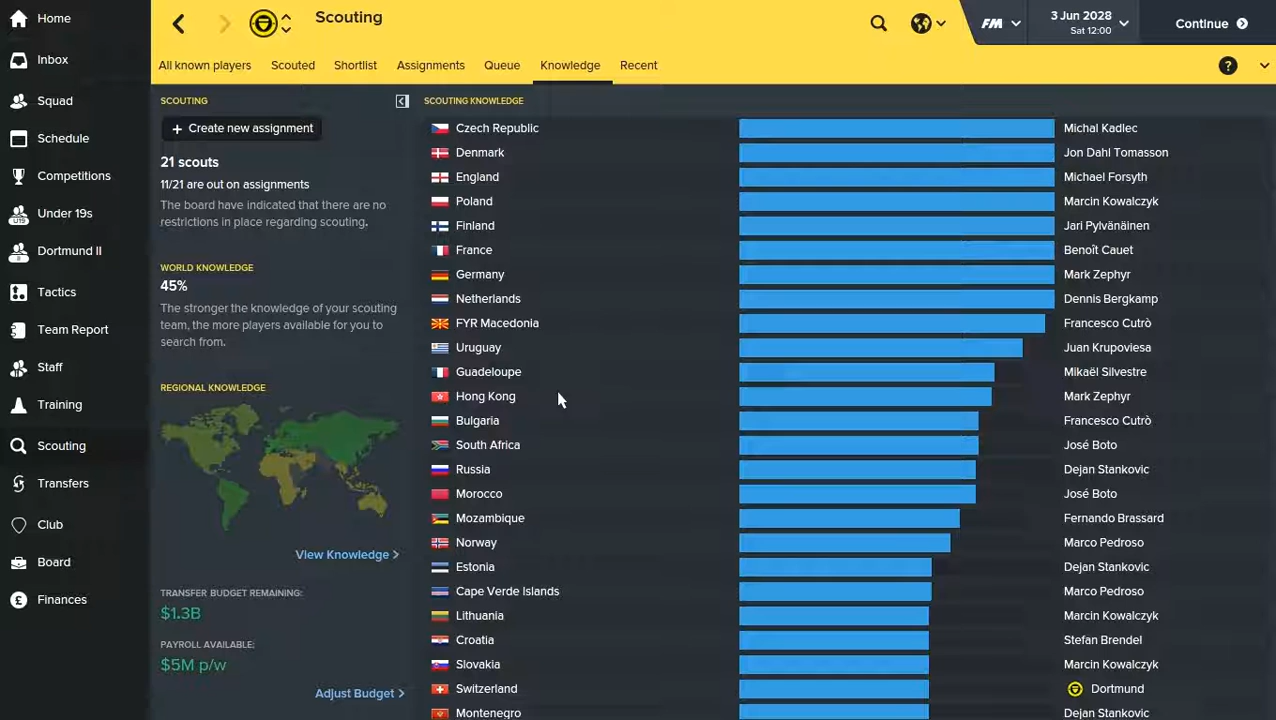 Home
Inbox
Squad
Schedule
Competitions
Under 19s
Dortmund II
Tactics
Team Report
Staff
Training
Scouting
Transfers
Club
Board
Finances
Scouting
FM
3 Jun 2028
Sat 12:00
Continue
All known players Scouted Shortlist Assignments Queue Knowledge Recent
?
SCOUTING
+ Create new assignment
21 scouts
11/21 are out on assignments
The board have indicated that there are no
restrictions in place regarding scouting.
WORLD KNOWLEDGE
45%
The stronger the knowledge of your scouting
team, the more players available for you to
search from.
REGIONAL KNOWLEDGE
View Knowledge >
TRANSFER BUDGET REMAINING:
$1.3B
PAYROLL AVAILABLE:
$5M p/w
Adjust Budget >
SCOUTING KNOWLEDGE
Czech Republic Michal Kadlec
Denmark Jon Dahl Tomasson
England Michael Forsyth
Poland Marcin Kowalczyk
Finland Jari Pylvänäinen
France Benoît Cauet
Germany Mark Zephyr
Netherlands Dennis Bergkamp
FYR Macedonia Francesco Cutrò
Uruguay Juan Krupoviesa
Guadeloupe Mikaël Silvestre
Hong Kong Mark Zephyr
Bulgaria Francesco Cutrò
South Africa José Boto
Russia Dejan Stankovic
Morocco José Boto
Mozambique Fernando Brassard
Norway Marco Pedroso
Estonia Dejan Stankovic
Cape Verde Islands Marco Pedroso
Lithuania Marcin Kowalczyk
Croatia Stefan Brendel
Slovakia Marcin Kowalczyk
Switzerland Dortmund
Montenegro Dejan Stankovic